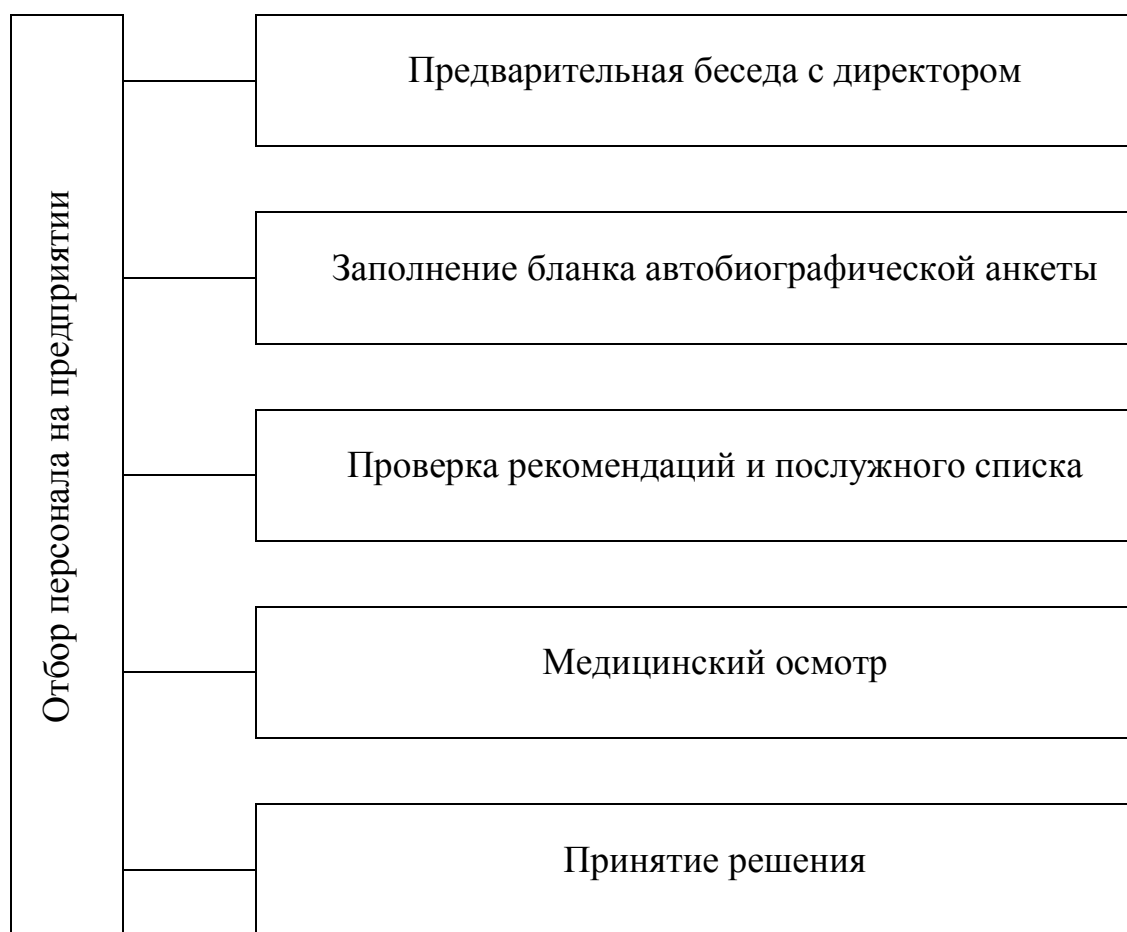 Отбор персонала на предприятии
Предварительная беседа с директором
Заполнение бланка автобиографической анкеты
Проверка рекомендаций и послужного списка
Медицинский осмотр
Принятие решения